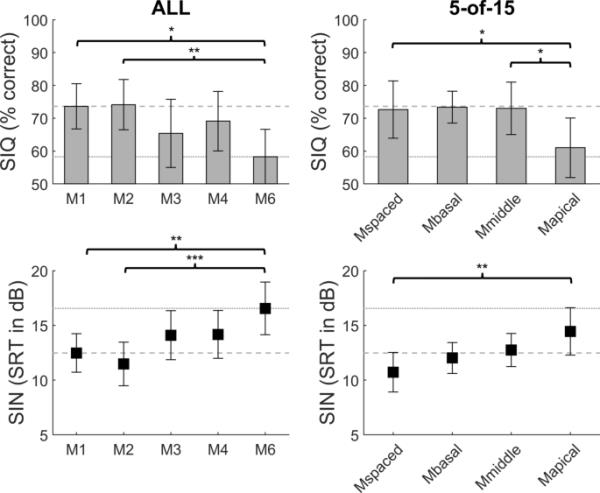 ALL
*
**
SIQ (% correct)
100
90
80
70
60
50
M1 M2 M3 M4 M6
5-of-15
*
*
SIQ (% correct)
100
90
80
70
60
50
Mspaced Mbasal Mmiddle Mapical
**
***
SIN (SRT in dB)
20
15
10
5
M1 M2 M3 M4 M6
**
SIN (SRT in dB)
20
15
10
5
Mspaced Mbasal Mmiddle Mapical